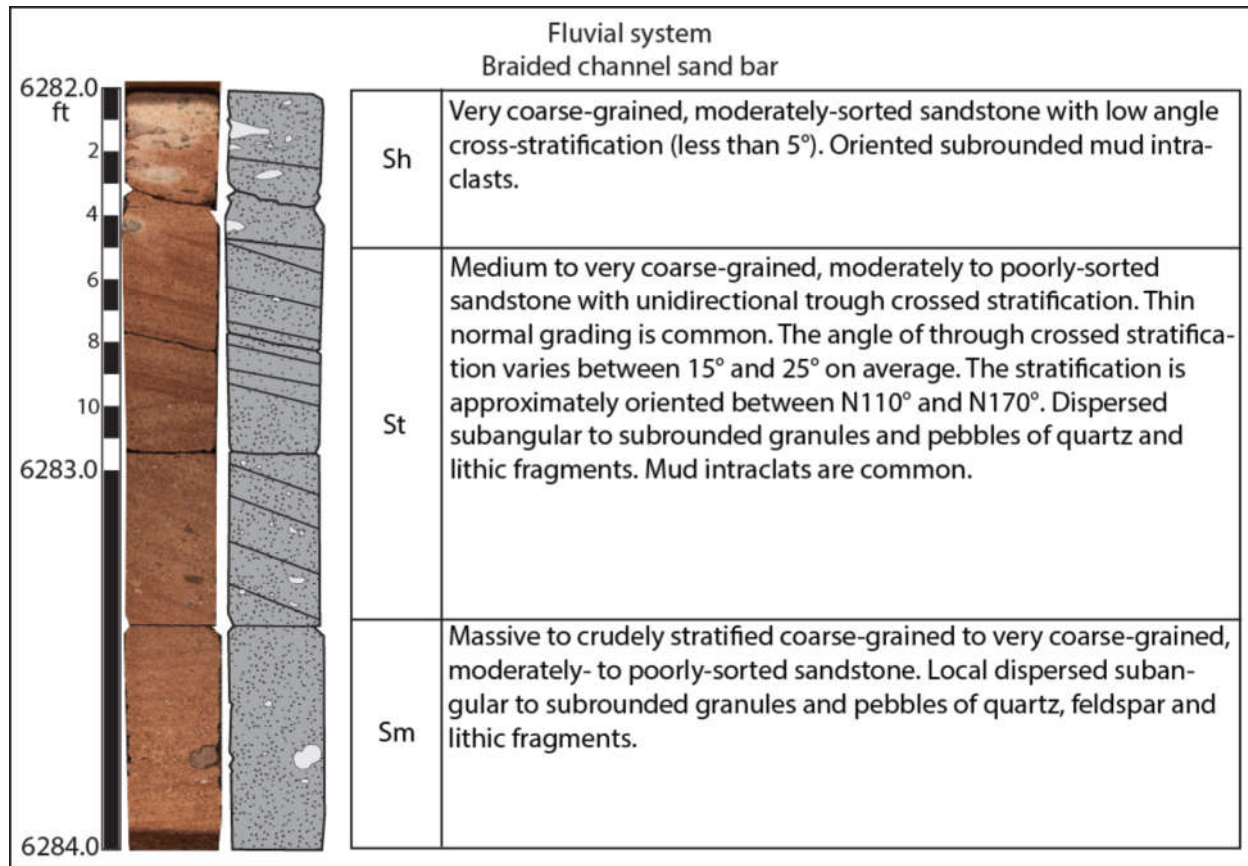 Fluvial system
Braided channel sand bar
6282.0
ft
2
4
6
8
10
6283.0
6284.0
Sh
Very coarse-grained, moderately-sorted sandstone with low angle
cross-stratification (less than 5°). Oriented subrounded mud intra-
clasts.
St
Medium to very coarse-grained, moderately to poorly-sorted
sandstone with unidirectional trough crossed stratification. Thin
normal grading is common. The angle of through crossed stratifica-
tion varies between 15° and 25° on average. The stratification is
approximately oriented between N110° and N170°. Dispersed
subangular to subrounded granules and pebbles of quartz and
lithic fragments. Mud intraclats are common.
Sm
Massive to crudely stratified coarse-grained to very coarse-grained,
moderately- to poorly-sorted sandstone. Local dispersed suban-
gular to subrounded granules and pebbles of quartz, feldspar and
lithic fragments.